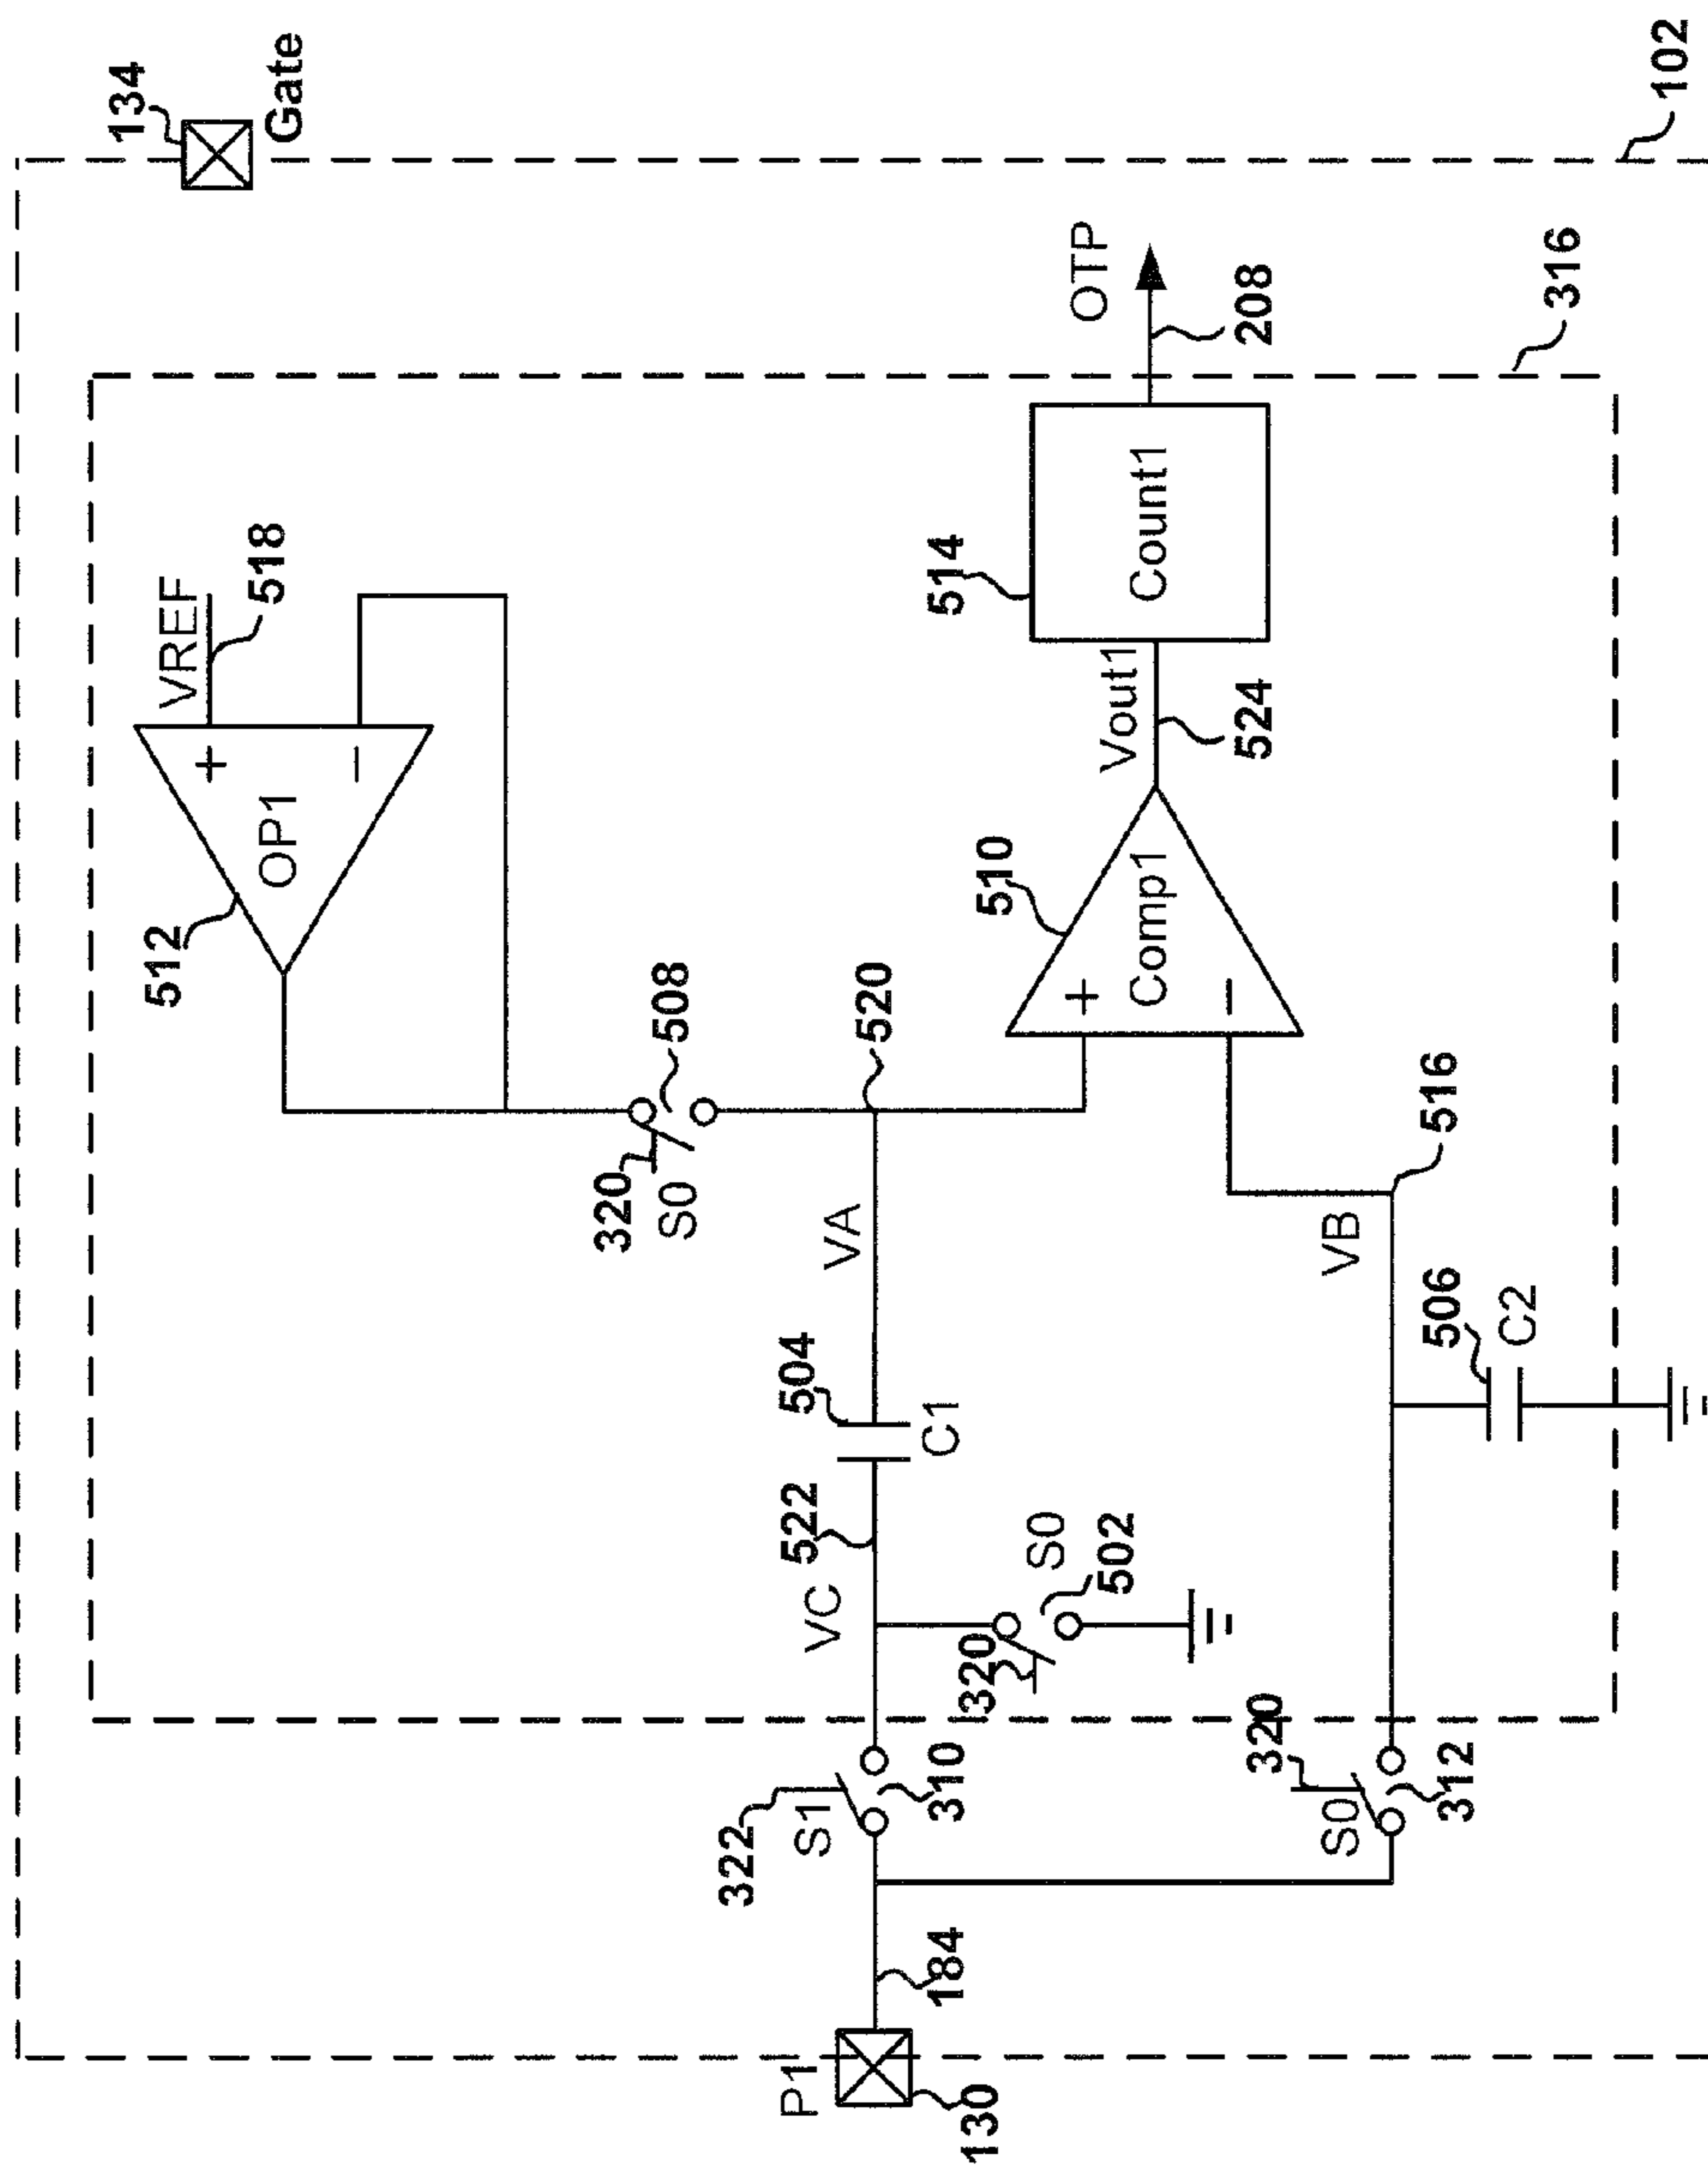 134
Gate
102
VREF
518
OP1
512
OTP
208
316
514
Count1
Vout1
524
510
Comp1
+
−
+
−
508
320
S0
520
VA
504
C1
522
VC
S0
502
320
516
VB
506
C2
322
S1
310
320
S0
312
184
P1
130